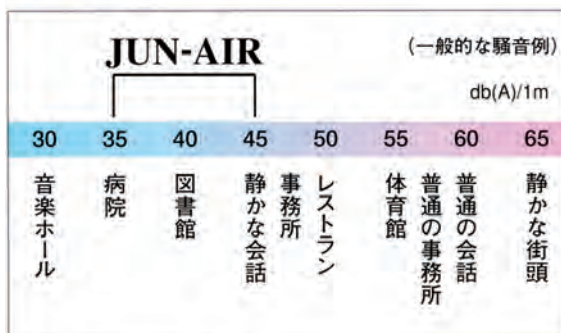 JUN-AIR
(一般的な騒音例)
db(A)/1m
30 35 40 45 50 55 60 65
音楽ホール
病院
図書館
静かな会話
事務所
レストラン
体育館
普通の事務所
普通の会話
静かな街頭